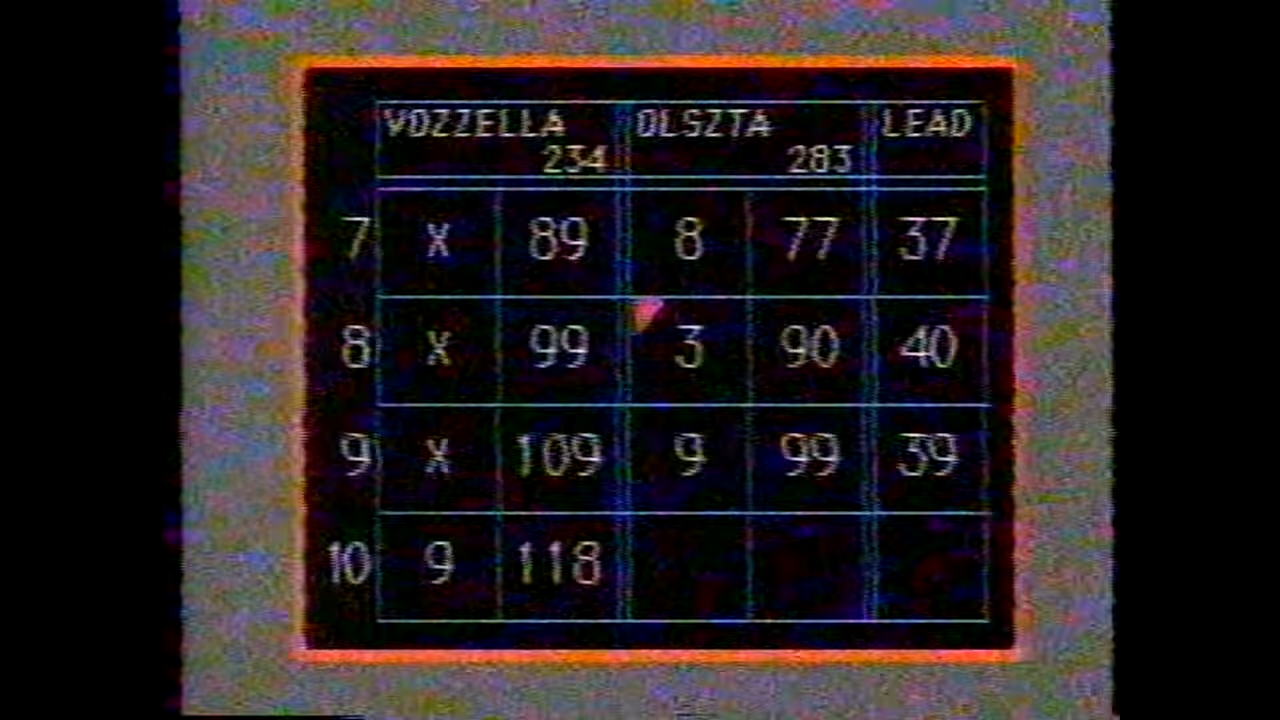 VOZZELLA OLSZTA LEAD
234 283
7 X 89 8 77 37
8 X 99 3 90 40
9 X 109 9 99 39
10 9 118